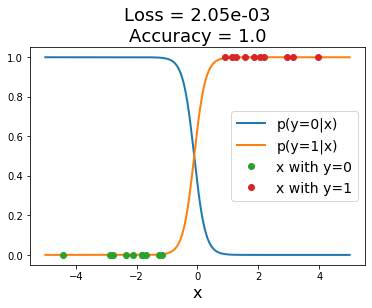 Loss = 2.05e-03
Accuracy = 1.0
1.0
0.8
0.6
0.4
0.2
0.0
p(y=0|x)
p(y=1|x)
x with y=0
x with y=1
−4 −2 0 2 4
x